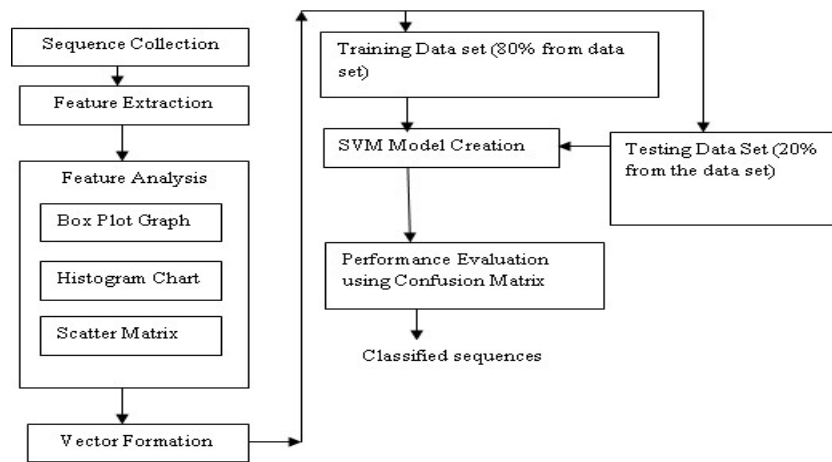 Sequence Collection
Feature Extraction
Feature Analysis
Box Plot Graph
Histogram Chart
Scatter Matrix
Vector Formation
Training Data set (80% from data
set)
SVM Model Creation
Testing Data Set (20%
from the data set)
Performance Evaluation
using Confusion Matrix
Classified sequences